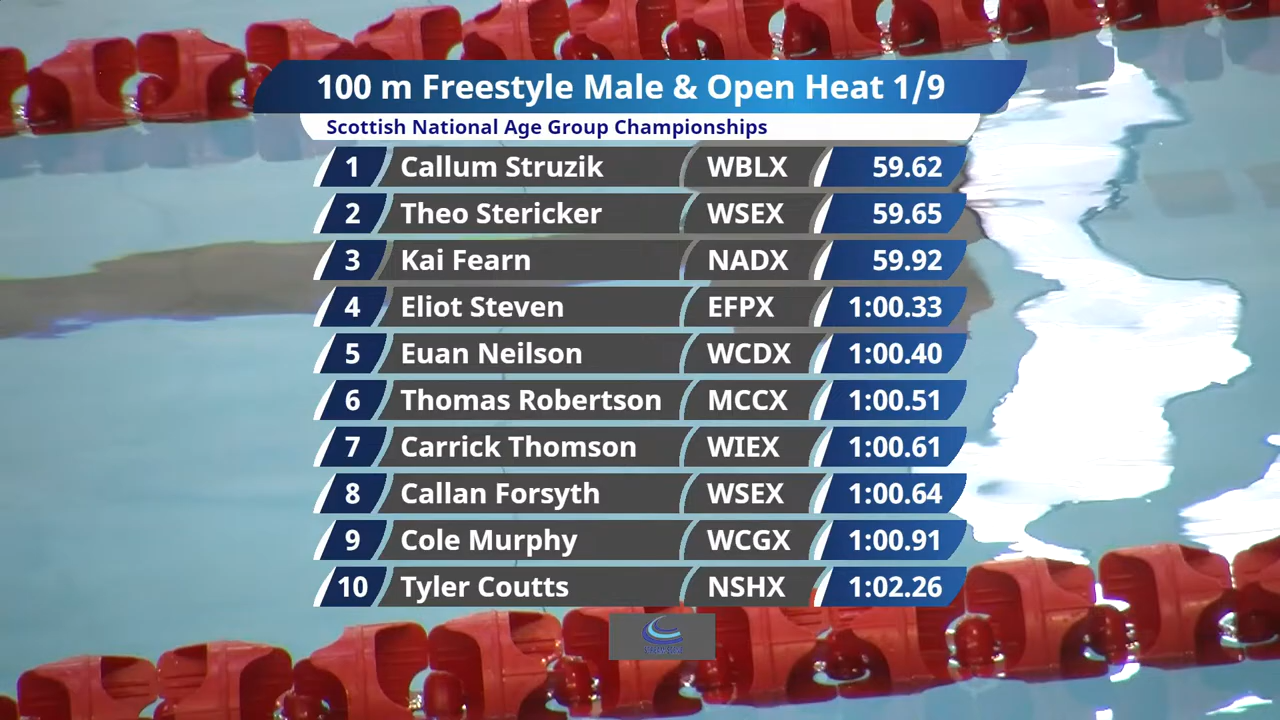 100 m Freestyle Male & Open Heat 1/9
Scottish National Age Group Championships
1 Callum Struzik WBLX 59.62
2 Theo Stericker WSEX 59.65
3 Kai Fearn NADX 59.92
4 Eliot Steven EFPX 1:00.33
5 Euan Neilson WCDX 1:00.40
6 Thomas Robertson MCCX 1:00.51
7 Carrick Thomson WIEX 1:00.61
8 Callan Forsyth WSEX 1:00.64
9 Cole Murphy WCGX 1:00.91
10 Tyler Coutts NSHX 1:02.26